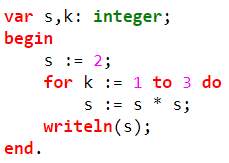 var s,k: integer;
begin
    s := 2;
    for k := 1 to 3 do
        s := s * s;
    writeln(s);
end.